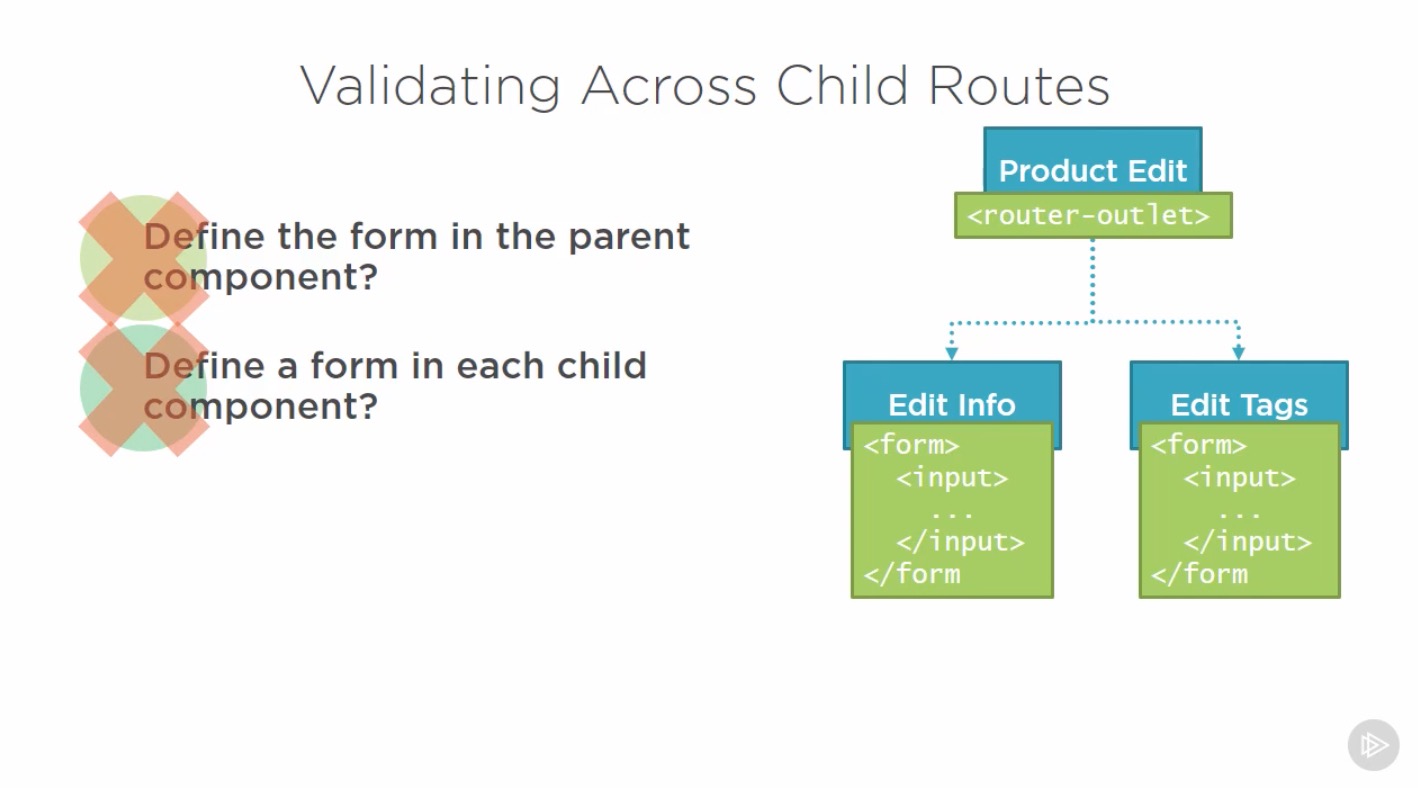 Validating Across Child Routes
Define the form in the parent
component?
Define a form in each child
component?
Product Edit
<router-outlet>
Edit Info
<form>
<input>
...
</input>
</form
Edit Tags
<form>
<input>
...
</input>
</form